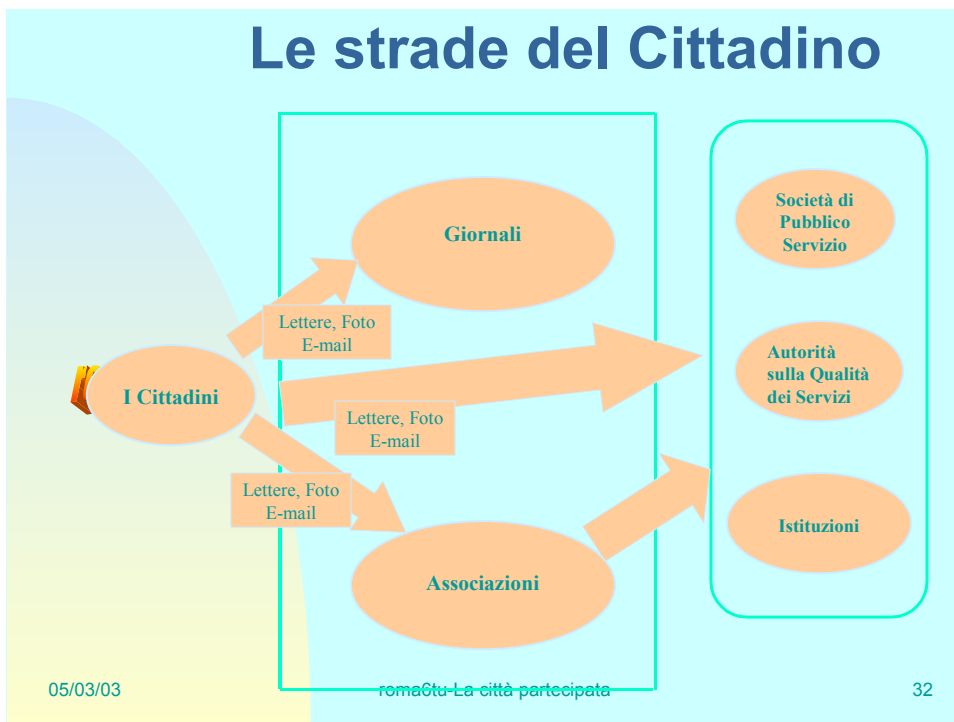 Le strade del Cittadino
Giornali
Lettere, Foto
E-mail
I Cittadini
Lettere, Foto
E-mail
Lettere, Foto
E-mail
Associazioni
Società di
Pubblico
Servizio
Autorità
sulla Qualità
dei Servizi
Istituzioni
05/03/03
roma6tu-La città partecipata
32